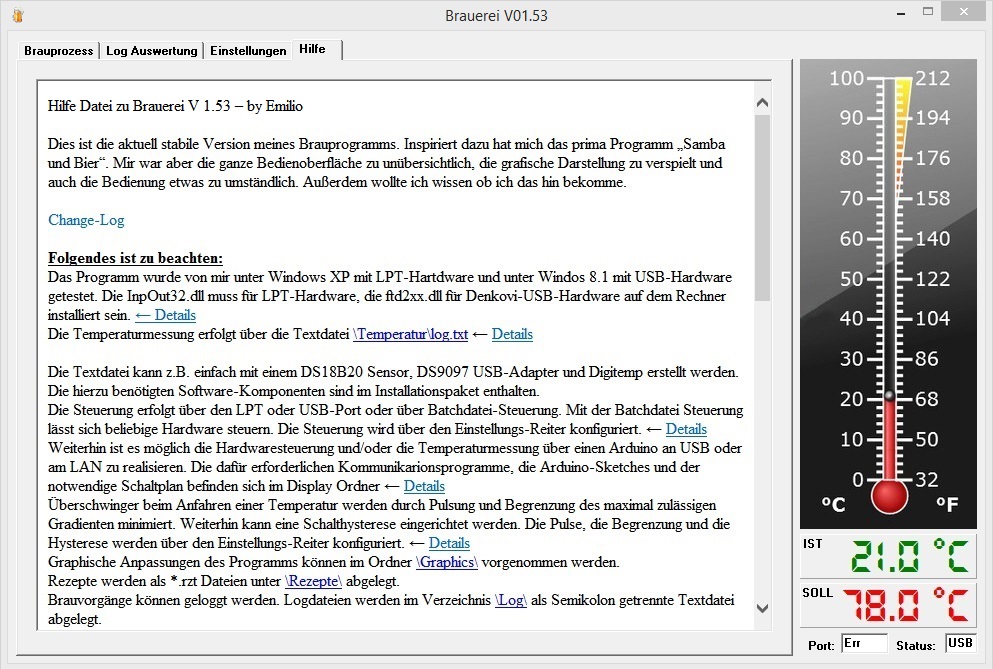 Brauerei V01.53
Brauprozess
Log Auswertung
Einstellungen
Hilfe
Hilfe Datei zu Brauerei V 1.53 – by Emilio
Dies ist die aktuell stabile Version meines Brauprogramms. Inspiriert dazu hat mich das prima Programm „Samba
und Bier“. Mir war aber die ganze Bedienoberfläche zu unübersichtlich, die grafische Darstellung zu verspielt und
auch die Bedienung etwas zu umständlich. Außerdem wollte ich wissen ob ich das hin bekomme.
Change-Log
Folgendes ist zu beachten:
Das Programm wurde von mir unter Windows XP mit LPT-Hartdware und unter Windos 8.1 mit USB-Hardware
getestet. Die InpOut32.dll muss für LPT-Hardware, die ftd2xx.dll für Denkovi-USB-Hardware auf dem Rechner
installiert sein. ← Details
Die Temperaturmessung erfolgt über die Textdatei \Temperatur\log.txt ← Details
Die Textdatei kann z.B. einfach mit einem DS18B20 Sensor, DS9097 USB-Adapter und Digitemp erstellt werden.
Die hierzu benötigten Software-Komponenten sind im Installationspaket enthalten.
Die Steuerung erfolgt über den LPT oder USB-Port oder über Batchdatei-Steuerung. Mit der Batchdatei Steuerung
lässt sich beliebige Hardware steuern. Die Steuerung wird über den Einstellungs-Reiter konfiguriert. ← Details
Weiterhin ist es möglich die Hardwaresteuerung und/oder die Temperaturmessung über einen Arduino an USB oder
am LAN zu realisieren. Die dafür erforderlichen Kommunikarionsprogramme, die Arduino-Sketches und der
notwendige Schaltplan befinden sich im Display Ordner ← Details
Überschwinger beim Anfahren einer Temperatur werden durch Pulsung und Begrenzung des maximal zulässigen
Gradienten minimiert. Weiterhin kann eine Schalthysterese eingerichtet werden. Die Pulse, die Begrenzung und die
Hysterese werden über den Einstellungs-Reiter konfiguriert. ← Details
Graphische Anpassungen des Programms können im Ordner \Graphics\ vorgenommen werden.
Rezepte werden als *.rzt Dateien unter \Rezepte\ abgelegt.
Brauvorgänge können geloggt werden. Logdateien werden im Verzeichnis \Log\ als Semikolon getrennte Textdatei
abgelegt.
100 212
90 194
80 176
70 158
60 140
50 122
40 104
30 86
20 68
10 50
0 32
°C °F
IST 21.0 °C
SOLL 78.0 °C
Port: Err Status: USB